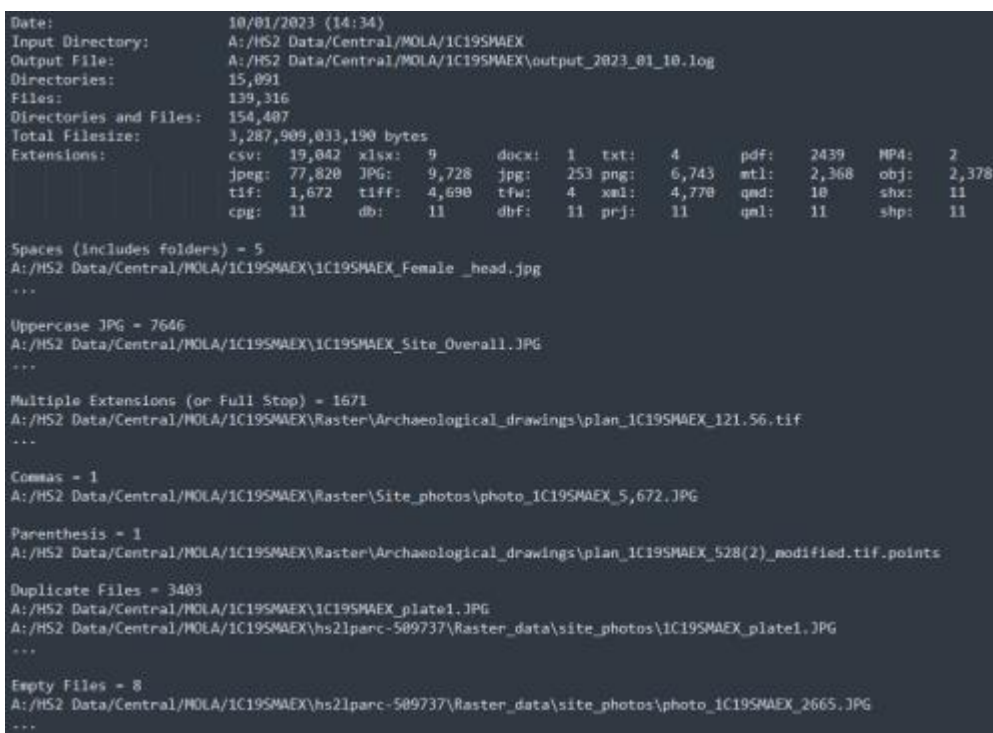 Date: 10/01/2023 (14:34)
Input Directory: A:/HS2 Data/Central/MOLA/1C19SMAEX
Output File: A:/HS2 Data/Central/MOLA/1C19SMAEX\output_2023_01_10.log
Directories: 15,091
Files: 139,316
Directories and Files: 154,407
Total Filesize: 3,287,909,033,190 bytes
Extensions: csv: 19,042 xlsx: 9 docx: 1 txt: 4 pdf: 2439 MP4: 2
jpeg: 77,820 JPG: 9,728 jpg: 253 png: 6,743 mtl: 2,368 obj: 2,378
tif: 1,672 tiff: 4,690 tfw: 4 xml: 4,770 qmd: 10 shx: 11
cpg: 11 db: 11 dbf: 11 prj: 11 qml: 11 shp: 11
Spaces (includes folders) = 5
A:/HS2 Data/Central/MOLA/1C19SMAEX\1C19SMAEX_Female _head.jpg
...
Uppercase JPG = 7646
A:/HS2 Data/Central/MOLA/1C19SMAEX\1C19SMAEX_Site_Overall.JPG
...
Multiple Extensions (or Full Stop) = 1671
A:/HS2 Data/Central/MOLA/1C19SMAEX\Raster\Archaeological_drawings\plan_1C19SMAEX_121.56.tif
...
Commas = 1
A:/HS2 Data/Central/MOLA/1C19SMAEX\Raster\Site_photos\photo_1C19SMAEX_5,672.JPG
Parenthesis = 1
A:/HS2 Data/Central/MOLA/1C19SMAEX\Raster\Archaeological_drawings\plan_1C19SMAEX_528(2)_modified.tif.points
Duplicate Files = 3403
A:/HS2 Data/Central/MOLA/1C19SMAEX\1C19SMAEX_plate1.JPG
A:/HS2 Data/Central/MOLA/1C19SMAEX\hs2lparc-509737\Raster_data\site_photos\1C19SMAEX_plate1.JPG
...
Empty Files = 8
A:/HS2 Data/Central/MOLA/1C19SMAEX\hs2lparc-509737\Raster_data\site_photos\photo_1C19SMAEX_2665.JPG
...